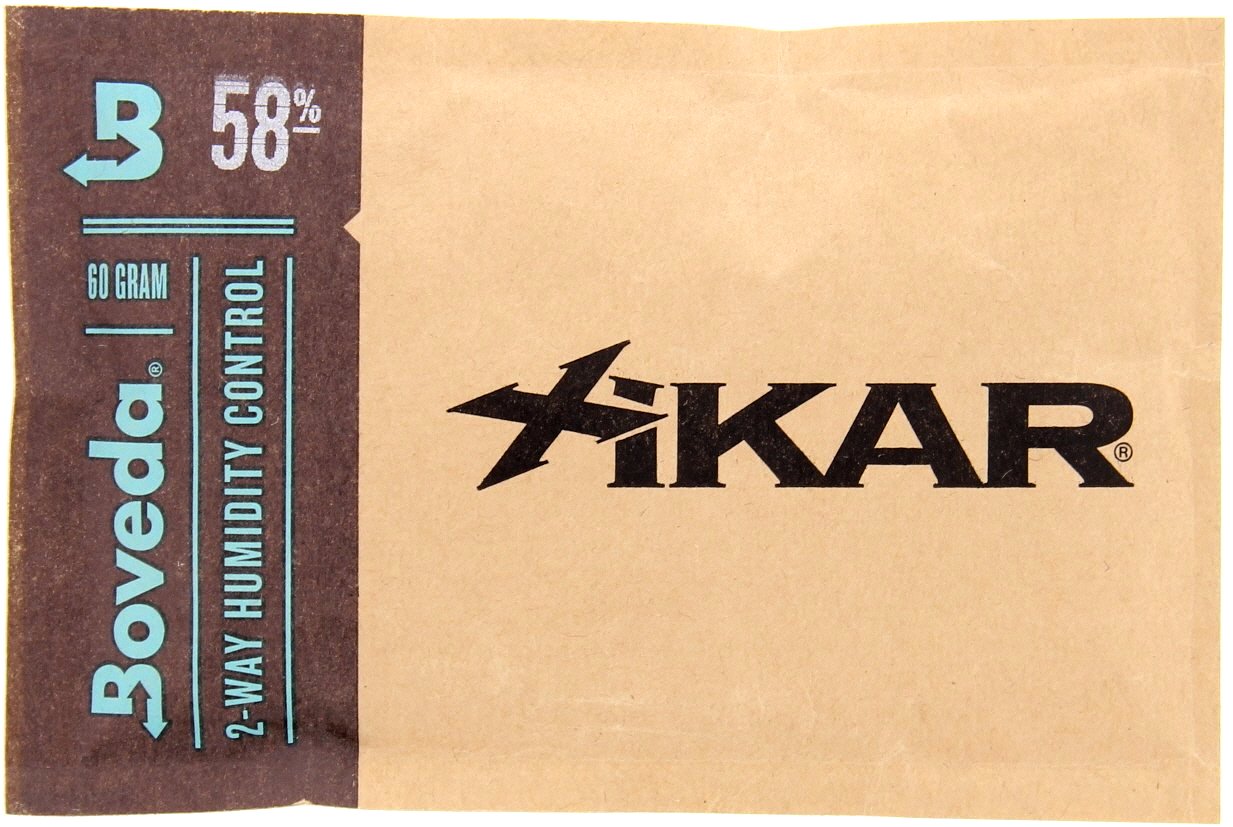 B
58%
60 GRAM
Boveda®
2-WAY HUMIDITY CONTROL
XiKAR®